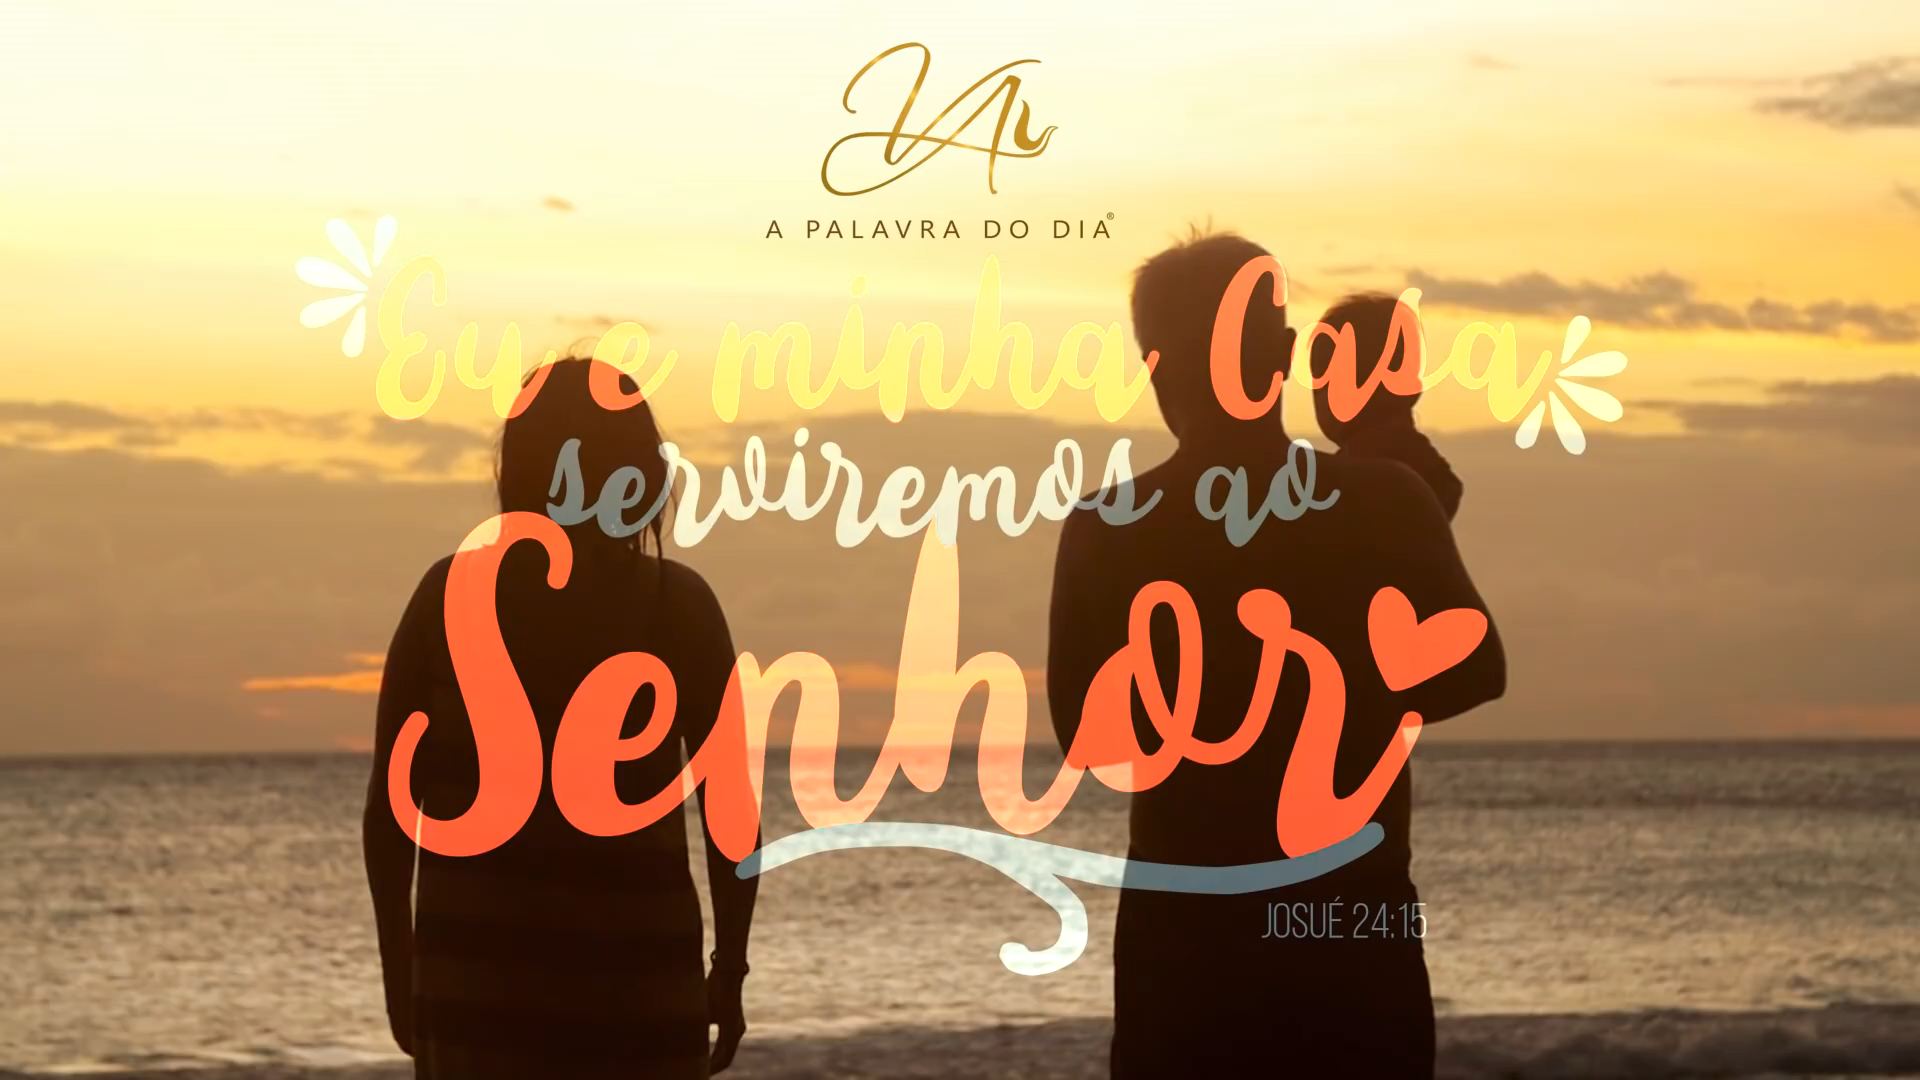 A PALAVRA DO DIA®
Eu e minha Casa
serviremos ao
Senhor
JOSUÉ 24:15